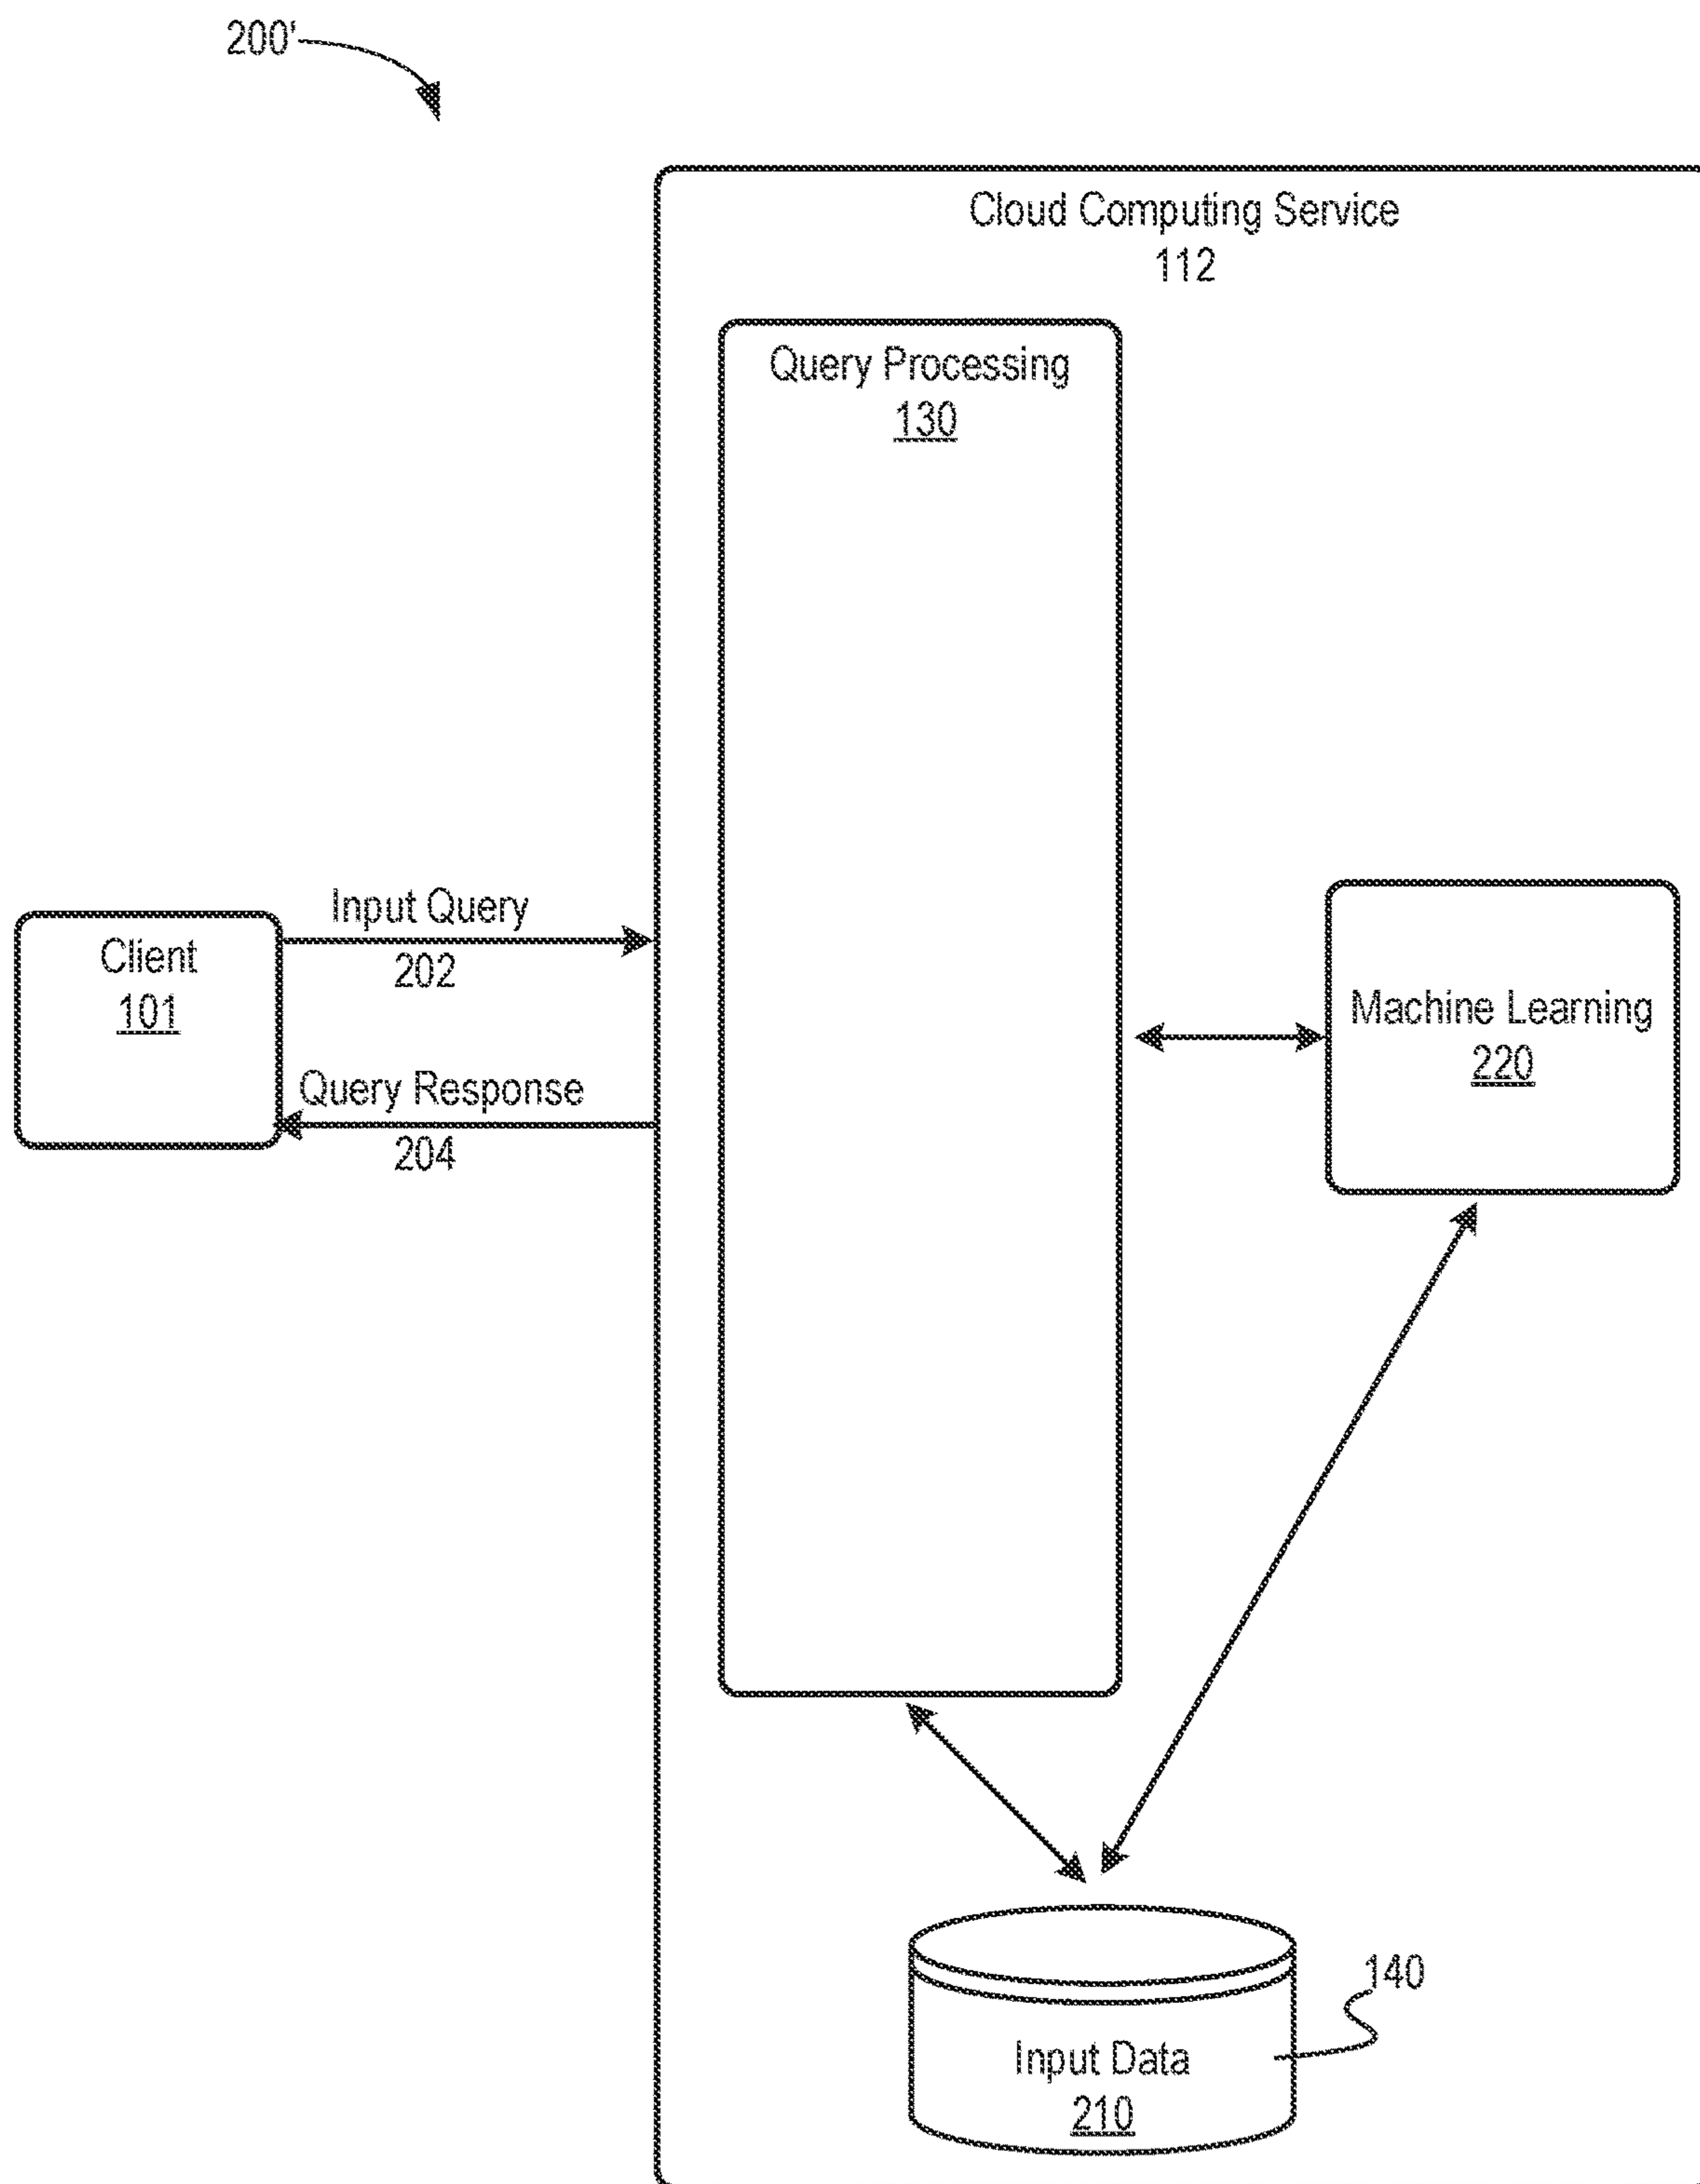 200'
Cloud Computing Service
112
Query Processing
130
Input Query
202
Client
101
Query Response
204
Machine Learning
220
140
Input Data
210